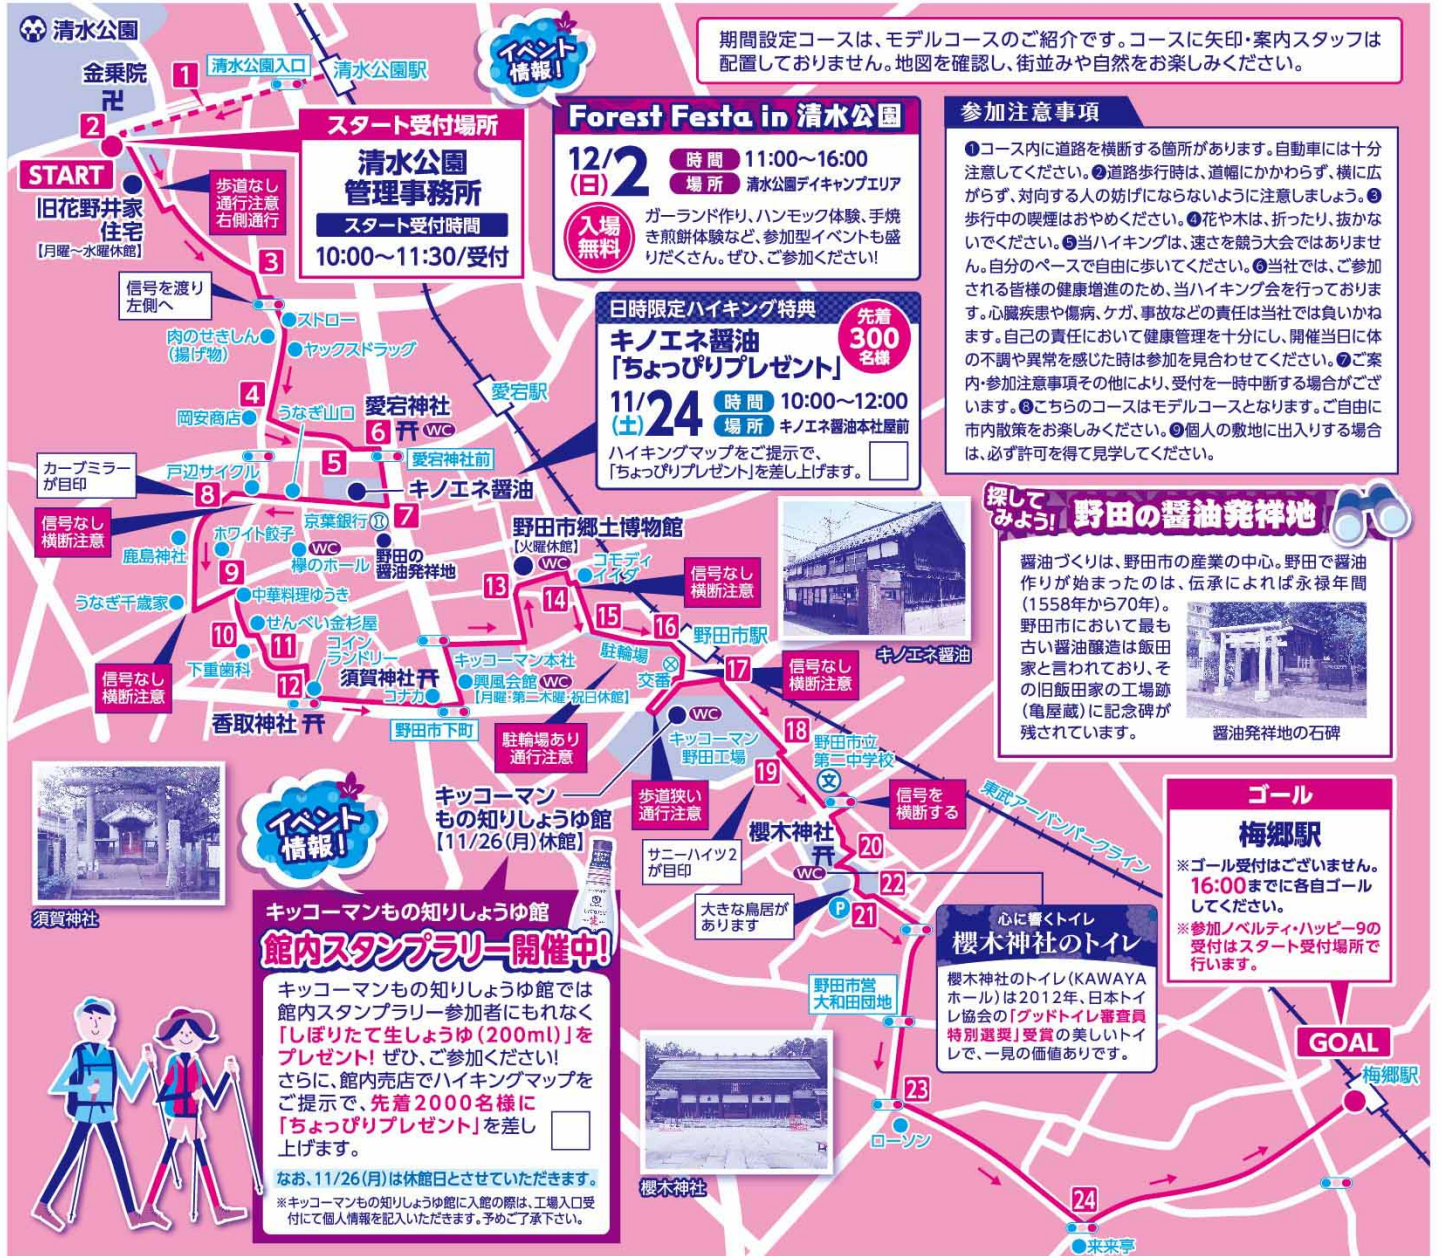 清水公園
金乗院
1
清水公園入口
清水公園駅
2
START
旧花野井家
住宅
【月曜～水曜休館】
歩道なし
通行注意
右側通行
スタート受付場所
清水公園
管理事務所
スタート受付時間
10:00～11:30/受付
イベント
情報!
期間設定コースは、モデルコースのご紹介です。コースに矢印・案内スタッフは
配置しておりません。地図を確認し、街並みや自然をお楽しみください。
Forest Festa in 清水公園
12/2
(日)
時間 11:00～16:00
場所 清水公園デイキャンプエリア
入場
無料
ガーランド作り、ハンモック体験、手焼
き煎餅体験など、参加型イベントも盛
りだくさん。ぜひ、ご参加ください!
参加注意事項
❶コース内に道路を横断する箇所があります。自動車には十分
注意してください。❷道路歩行時は、道幅にかかわらず、横に広
がらず、対向する人の妨げにならないように注意しましょう。❸
歩行中の喫煙はおやめください。❹花や木は、折ったり、抜かな
いでください。❺当ハイキングは、速さを競う大会ではありませ
ん。自分のペースで自由に歩いてください。❻当社では、ご参加
される皆様の健康増進のため、当ハイキング会を行っておりま
す。心臓疾患や傷病、ケガ、事故などの責任は当社では負いかね
ます。自己の責任において健康管理を十分にし、開催当日に体
の不調や異常を感じた時は参加を見合わせてください。❼ご案
内・参加注意事項その他により、受付を一時中断する場合がござ
います。❽こちらのコースはモデルコースとなります。ご自由に
市内散策をお楽しみください。❾個人の敷地に出入りする場合
は、必ず許可を得て見学してください。
3
信号を渡り
左側へ
ストロー
肉のせきしん
(揚げ物)
ヤックスドラッグ
日時限定ハイキング特典
キノエネ醤油
「ちょっぴりプレゼント」
先着
300
名様
11/24
(土)
時間 10:00～12:00
場所 キノエネ醤油本社屋前
ハイキングマップをご提示で、
「ちょっぴりプレゼント」を差し上げます。
愛宕駅
4
岡安商店
うなぎ山口
愛宕神社
6
WC
5
愛宕神社前
戸辺サイクル
カーブミラー
が目印
8
キノエネ醤油
7
京葉銀行
信号なし
横断注意
鹿島神社
ホワイト餃子
WC
欅のホール
野田の
醤油発祥地
野田市郷土博物館
【火曜休館】
WC
コモディ
イイダ
信号なし
横断注意
キノエネ醤油
探して
みよう!
野田の醤油発祥地
醤油づくりは、野田市の産業の中心。野田で醤油
作りが始まったのは、伝承によれば永禄年間
(1558年から70年)。
野田市において最も
古い醤油醸造は飯田
家と言われており、そ
の旧飯田家の工場跡
(亀屋蔵)に記念碑が
残されています。
醤油発祥地の石碑
9
うなぎ千歳家
中華料理ゆうき
せんべい金杉屋
10
下重歯科
11
コイン
ランドリー
信号なし
横断注意
12
香取神社
須賀神社
コナカ
野田市下町
キッコーマン本社
興風会館 WC
【月曜・第二木曜・祝日休館】
13
14
15
16
駐輪場
野田市駅
交番
17
信号なし
横断注意
駐輪場あり
通行注意
WC
キッコーマン
野田工場
18
野田市立
第二中学校
文
19
歩道狭い
通行注意
信号を
横断する
東武アーバンパークライン
須賀神社
キッコーマン
もの知りしょうゆ館
【11/26(月)休館】
サニーハイツ2
が目印
櫻木神社
WC
20
22
21
P
大きな鳥居が
あります
ゴール
梅郷駅
※ゴール受付はございません。
16:00までに各自ゴール
してください。
※参加ノベルティ・ハッピー9の
受付はスタート受付場所で
行います。
イベント
情報!
キッコーマンもの知りしょうゆ館
館内スタンプラリー開催中!
キッコーマンもの知りしょうゆ館では
館内スタンプラリー参加者にもれなく
「しぼりたて生しょうゆ(200ml)」を
プレゼント! ぜひ、ご参加ください!
さらに、館内売店でハイキングマップを
ご提示で、先着2000名様に
「ちょっぴりプレゼント」を差し
上げます。
なお、11/26(月)は休館日とさせていただきます。
※キッコーマンもの知りしょうゆ館に入館の際は、工場入口受
付にて個人情報を記入いただきます。予めご了承下さい。
心に響くトイレ
櫻木神社のトイレ
櫻木神社のトイレ(KAWAYA
ホール)は2012年、日本トイ
レ協会の「グッドトイレ審査員
特別選奨」受賞の美しいトイ
レで、一見の価値ありです。
野田市営
大和田団地
櫻木神社
23
ローソン
24
来来亭
GOAL
梅郷駅